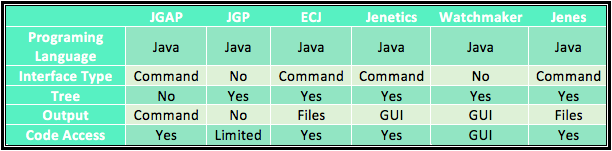 JGAP JGP ECJ Jenetics Watchmaker Jenes
Programing
Language Java Java Java Java Java Java
Interface Type Command No Command Command No Command
Tree No Yes Yes Yes Yes Yes
Output Command No Files GUI GUI Files
Code Access Yes Limited Yes Yes GUI Yes